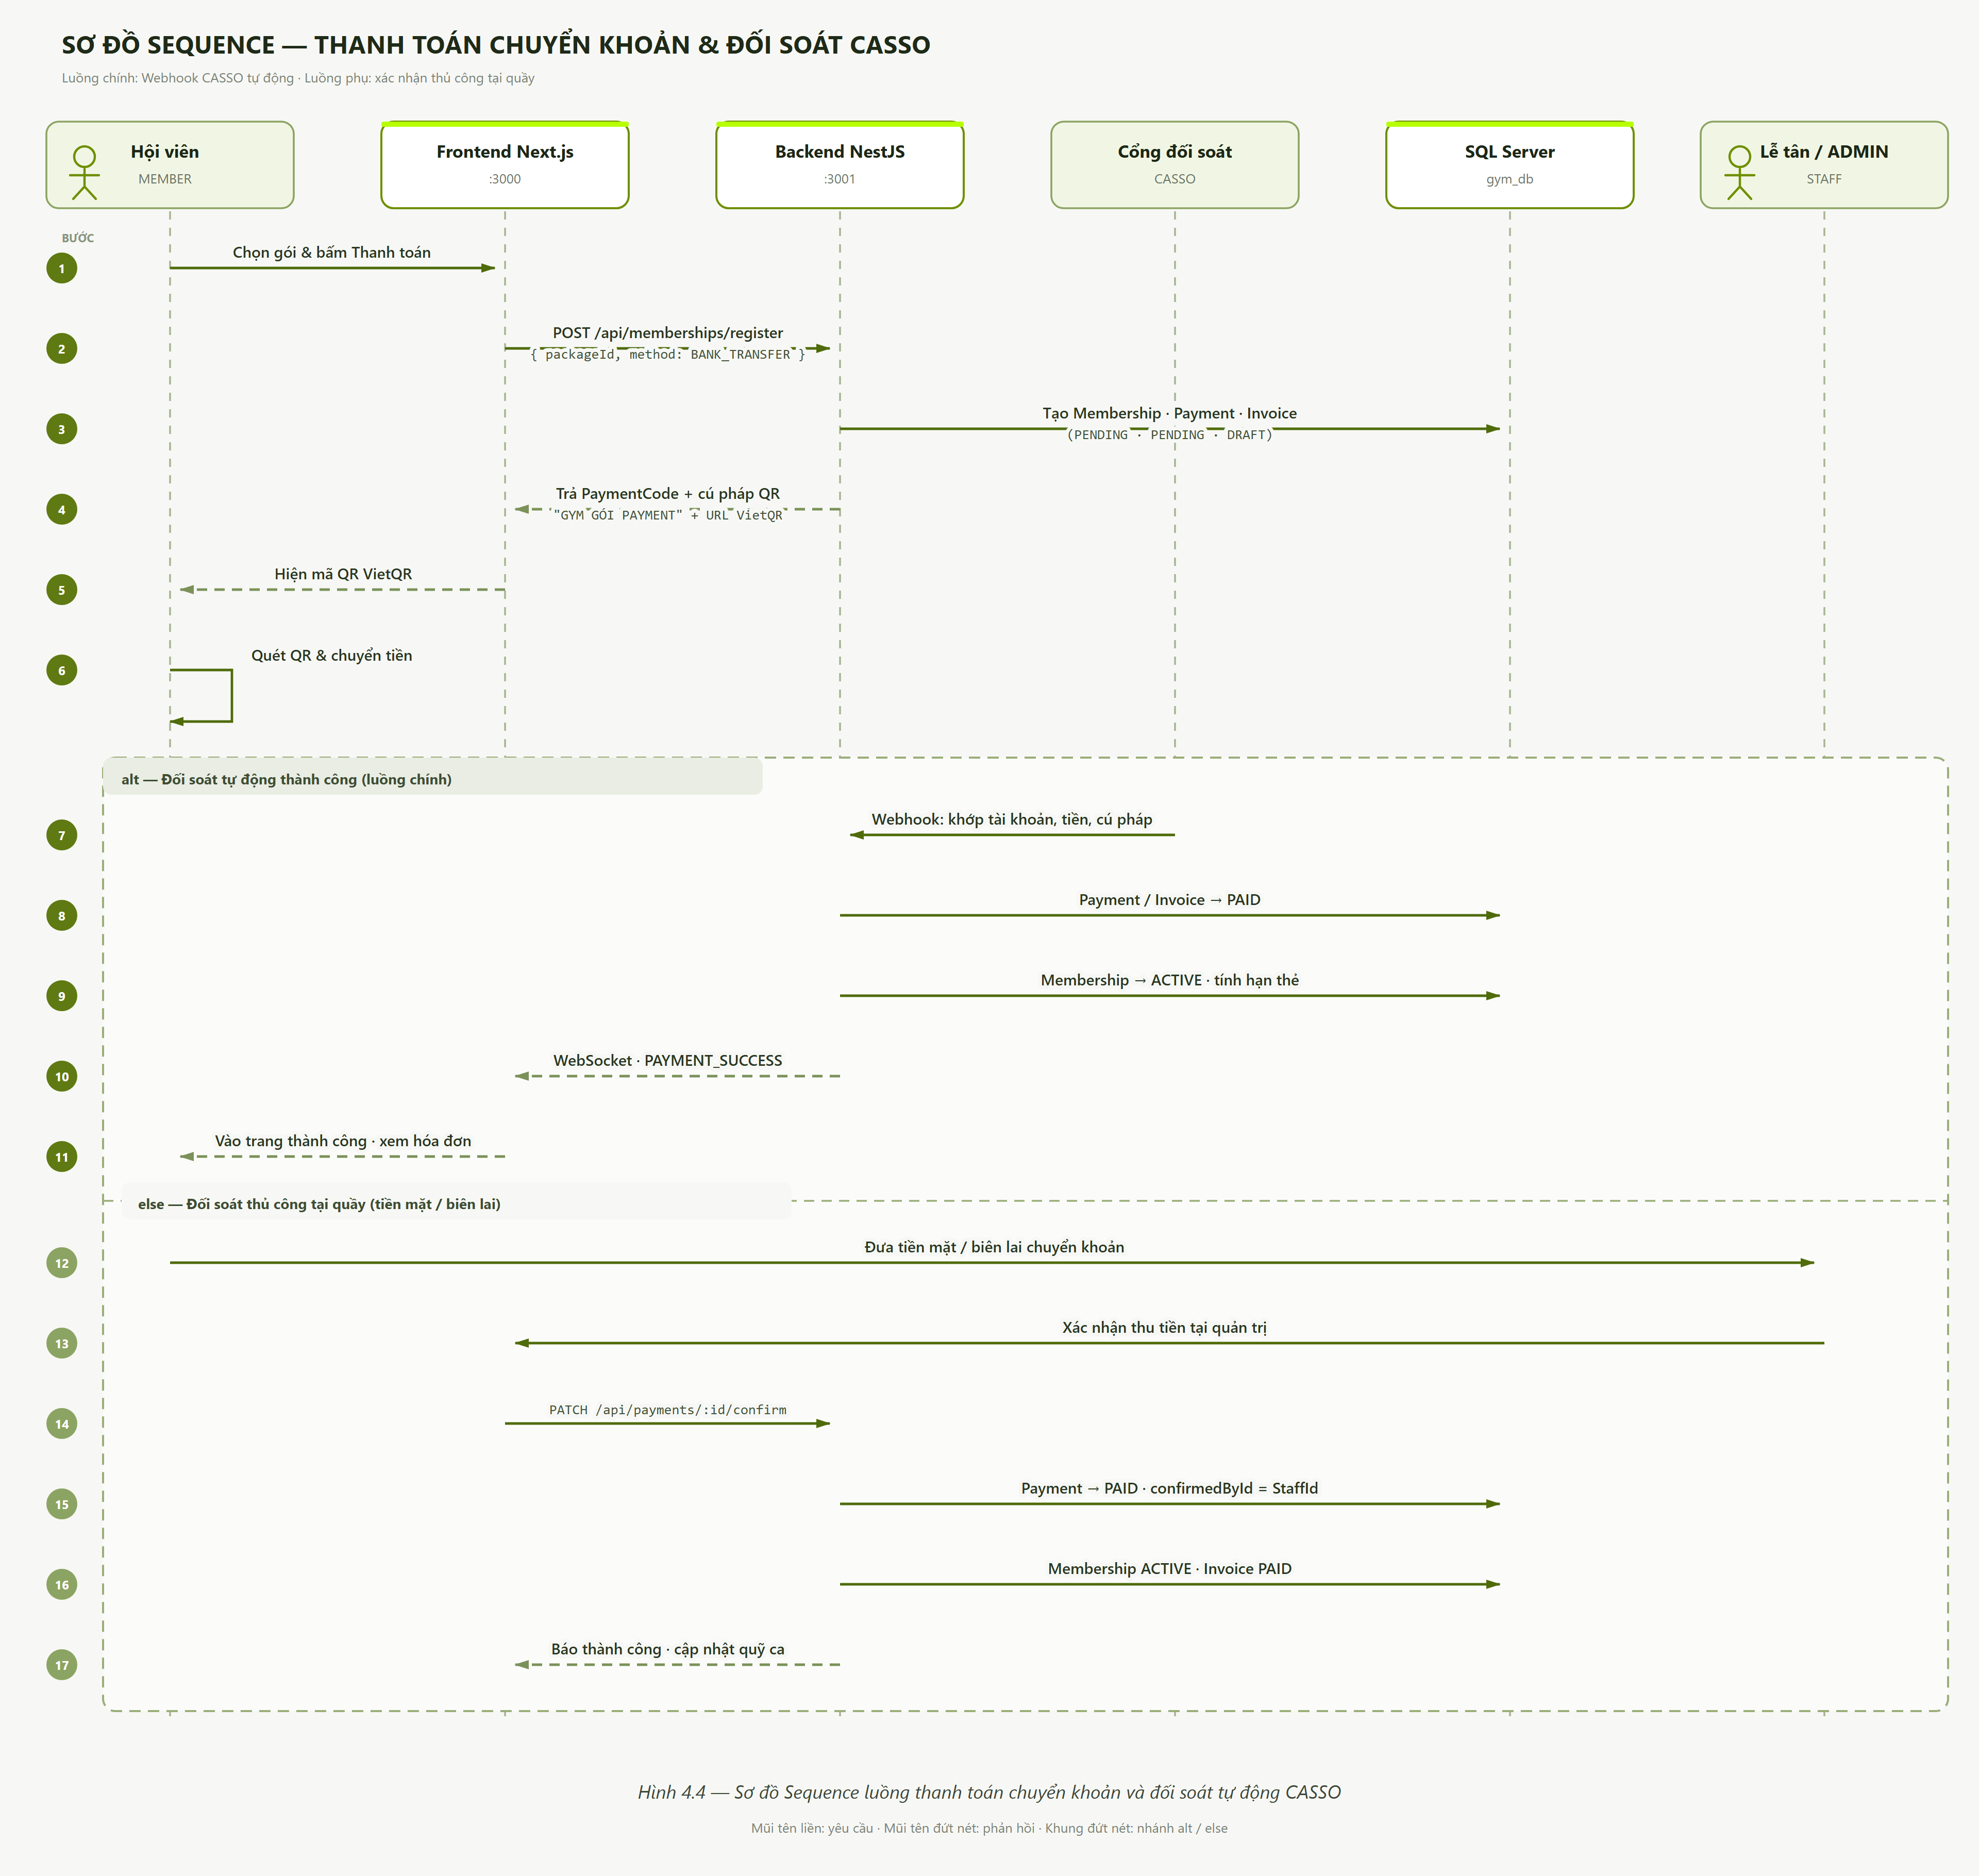 SƠ ĐỒ SEQUENCE — THANH TOÁN CHUYỂN KHOẢN & ĐỐI SOÁT CASSO
Luồng chính: Webhook CASSO tự động · Luồng phụ: xác nhận thủ công tại quầy
Hội viên
MEMBER
Frontend Next.js
:3000
Backend NestJS
:3001
Cổng đối soát
CASSO
SQL Server
gym_db
Lễ tân / ADMIN
STAFF
BƯỚC
1
Chọn gói & bấm Thanh toán
2
POST /api/memberships/register
{ packageId, method: BANK_TRANSFER }
3
Tạo Membership · Payment · Invoice
(PENDING · PENDING · DRAFT)
4
Trả PaymentCode + cú pháp QR
"GYM GÓI PAYMENT" + URL VietQR
5
Hiện mã QR VietQR
6
Quét QR & chuyển tiền
alt — Đối soát tự động thành công (luồng chính)
7
Webhook: khớp tài khoản, tiền, cú pháp
8
Payment / Invoice → PAID
9
Membership → ACTIVE · tính hạn thẻ
10
WebSocket · PAYMENT_SUCCESS
11
Vào trang thành công · xem hóa đơn
else — Đối soát thủ công tại quầy (tiền mặt / biên lai)
12
Đưa tiền mặt / biên lai chuyển khoản
13
Xác nhận thu tiền tại quản trị
14
PATCH /api/payments/:id/confirm
15
Payment → PAID · confirmedById = StaffId
16
Membership ACTIVE · Invoice PAID
17
Báo thành công · cập nhật quỹ ca
Hình 4.4 — Sơ đồ Sequence luồng thanh toán chuyển khoản và đối soát tự động CASSO
Mũi tên liền: yêu cầu · Mũi tên đứt nét: phản hồi · Khung đứt nét: nhánh alt / else